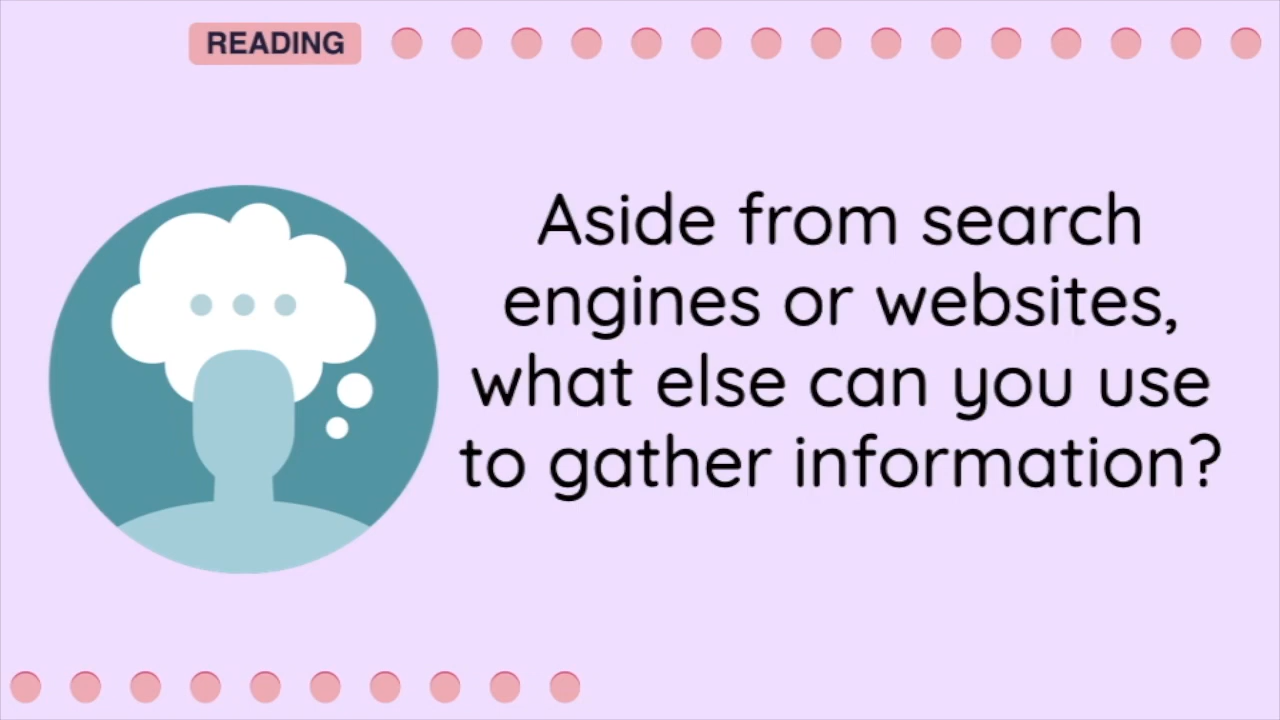 READING
Aside from search
engines or websites,
what else can you use
to gather information?